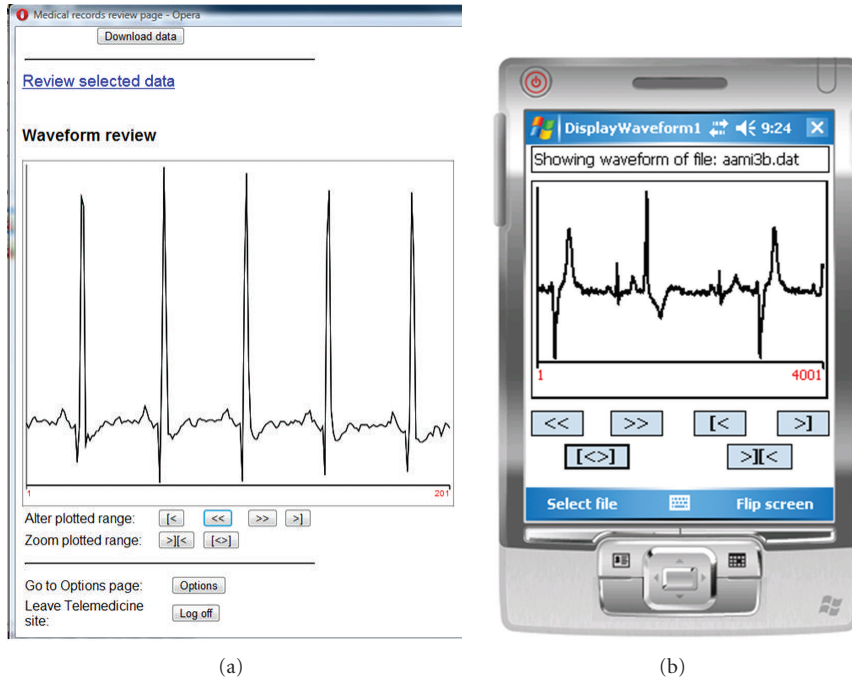 Medical records review page - Opera
Download data
Review selected data
Waveform review
1 201
Alter plotted range: [< << >> >]
Zoom plotted range: >][< [<>]
Go to Options page: Options
Leave Telemedicine
site: Log off
(a)
DisplayWaveform1 9:24
Showing waveform of file: aami3b.dat
1 4001
<< >> [< >]
[<>] >][<
Select file Flip screen
(b)